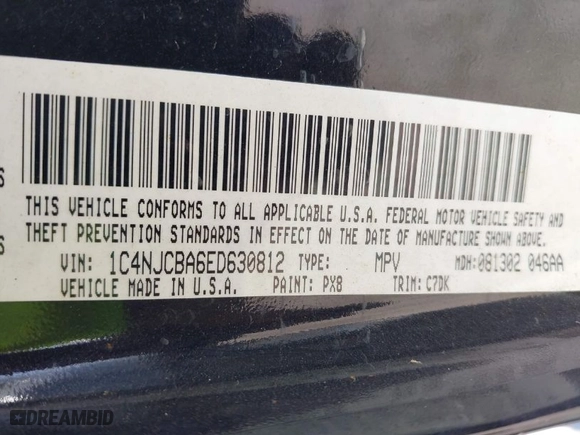 S
THIS VEHICLE CONFORMS TO ALL APPLICABLE U.S.A. FEDERAL MOTOR VEHICLE SAFETY AND
THEFT PREVENTION STANDARDS IN EFFECT ON THE DATE OF MANUFACTURE SHOWN ABOVE.
S
VIN: 1C4NJCBA6ED630812 TYPE: MPV MDH: 081302 046AA
VEHICLE MADE IN U.S.A. PAINT: PX8 TRIM: C7DK
DREAMBID